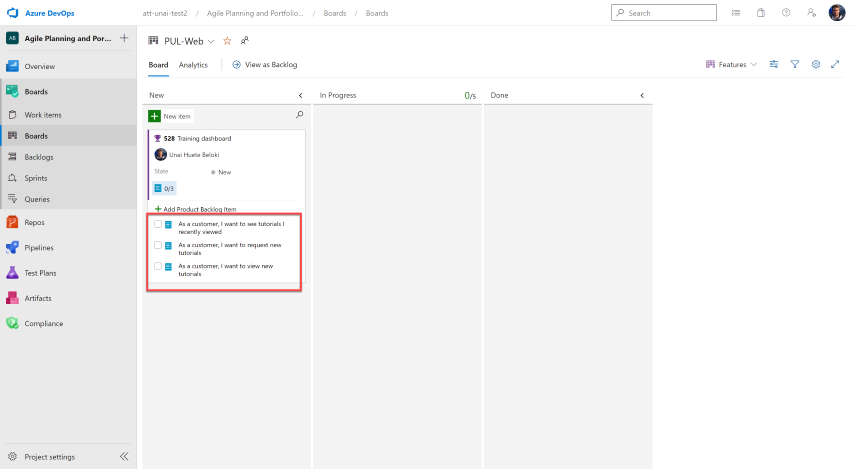 Azure DevOps
att-unai-test2 / Agile Planning and Portfolio... / Boards / Boards
Search
AB Agile Planning and Por...
Overview
Boards
Work items
Boards
Backlogs
Sprints
Queries
Repos
Pipelines
Test Plans
Artifacts
Compliance
Project settings
PUL-Web
Board Analytics View as Backlog
Features
New
In Progress 0/5
Done
New item
528 Training dashboard
Unai Huete Beloki
State New
0/3
Add Product Backlog Item
As a customer, I want to see tutorials I
recently viewed
As a customer, I want to request new
tutorials
As a customer, I want to view new
tutorials